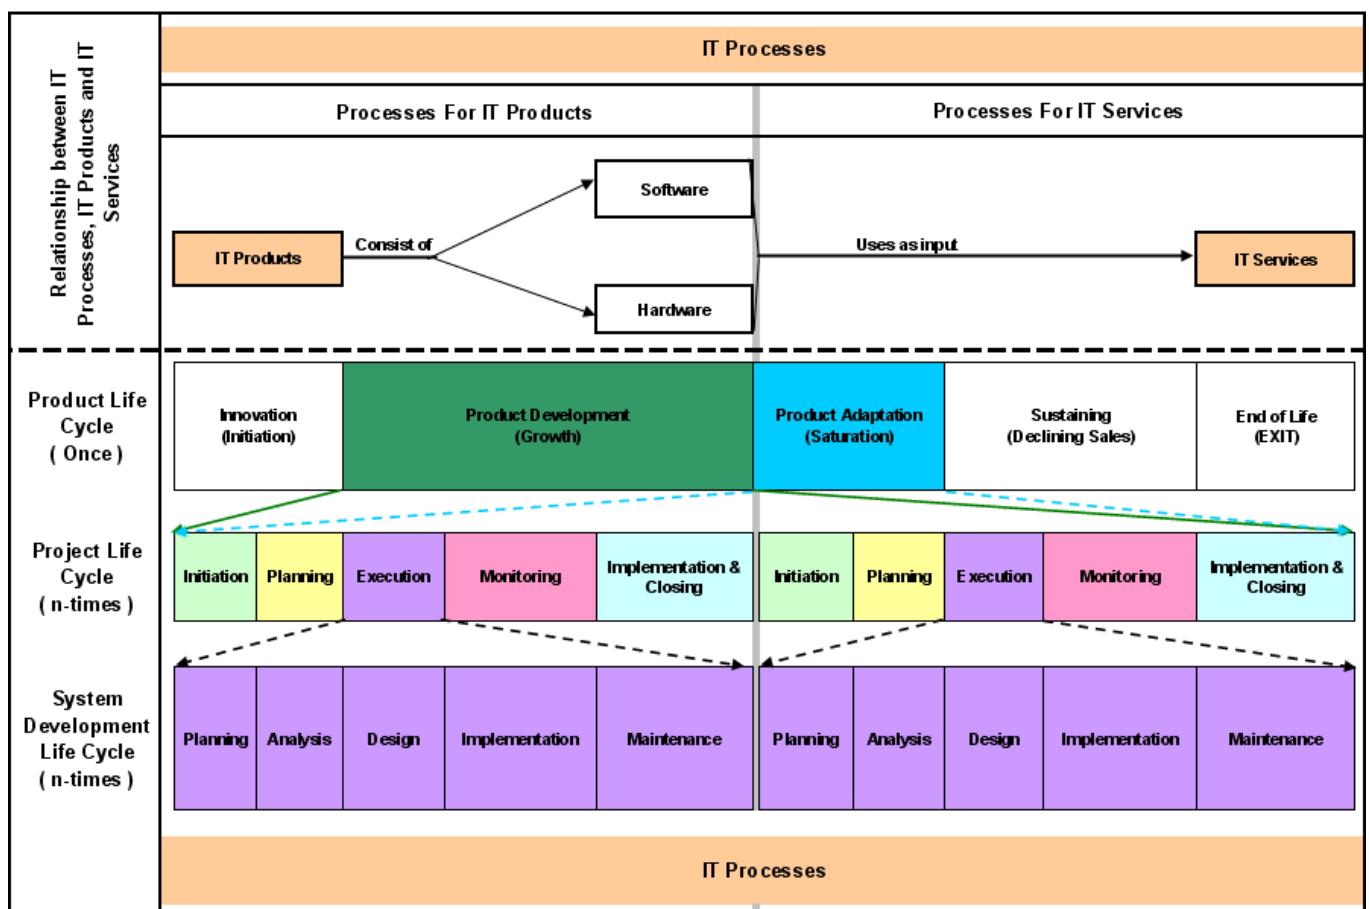 IT Processes
Relationship between IT
Processes, IT Products and IT
Services
Processes For IT Products
Processes For IT Services
Software
IT Products
Consist of
Uses as input
IT Services
Hardware
Product Life
Cycle
( Once )
Innovation
(Initiation)
Product Development
(Growth)
Product Adaptation
(Saturation)
Sustaining
(Declining Sales)
End of Life
(EXIT)
Project Life
Cycle
( n-times )
Initiation
Planning
Execution
Monitoring
Implementation &
Closing
Initiation
Planning
Execution
Monitoring
Implementation &
Closing
System
Development
Life Cycle
( n-times )
Planning
Analysis
Design
Implementation
Maintenance
Planning
Analysis
Design
Implementation
Maintenance
IT Processes